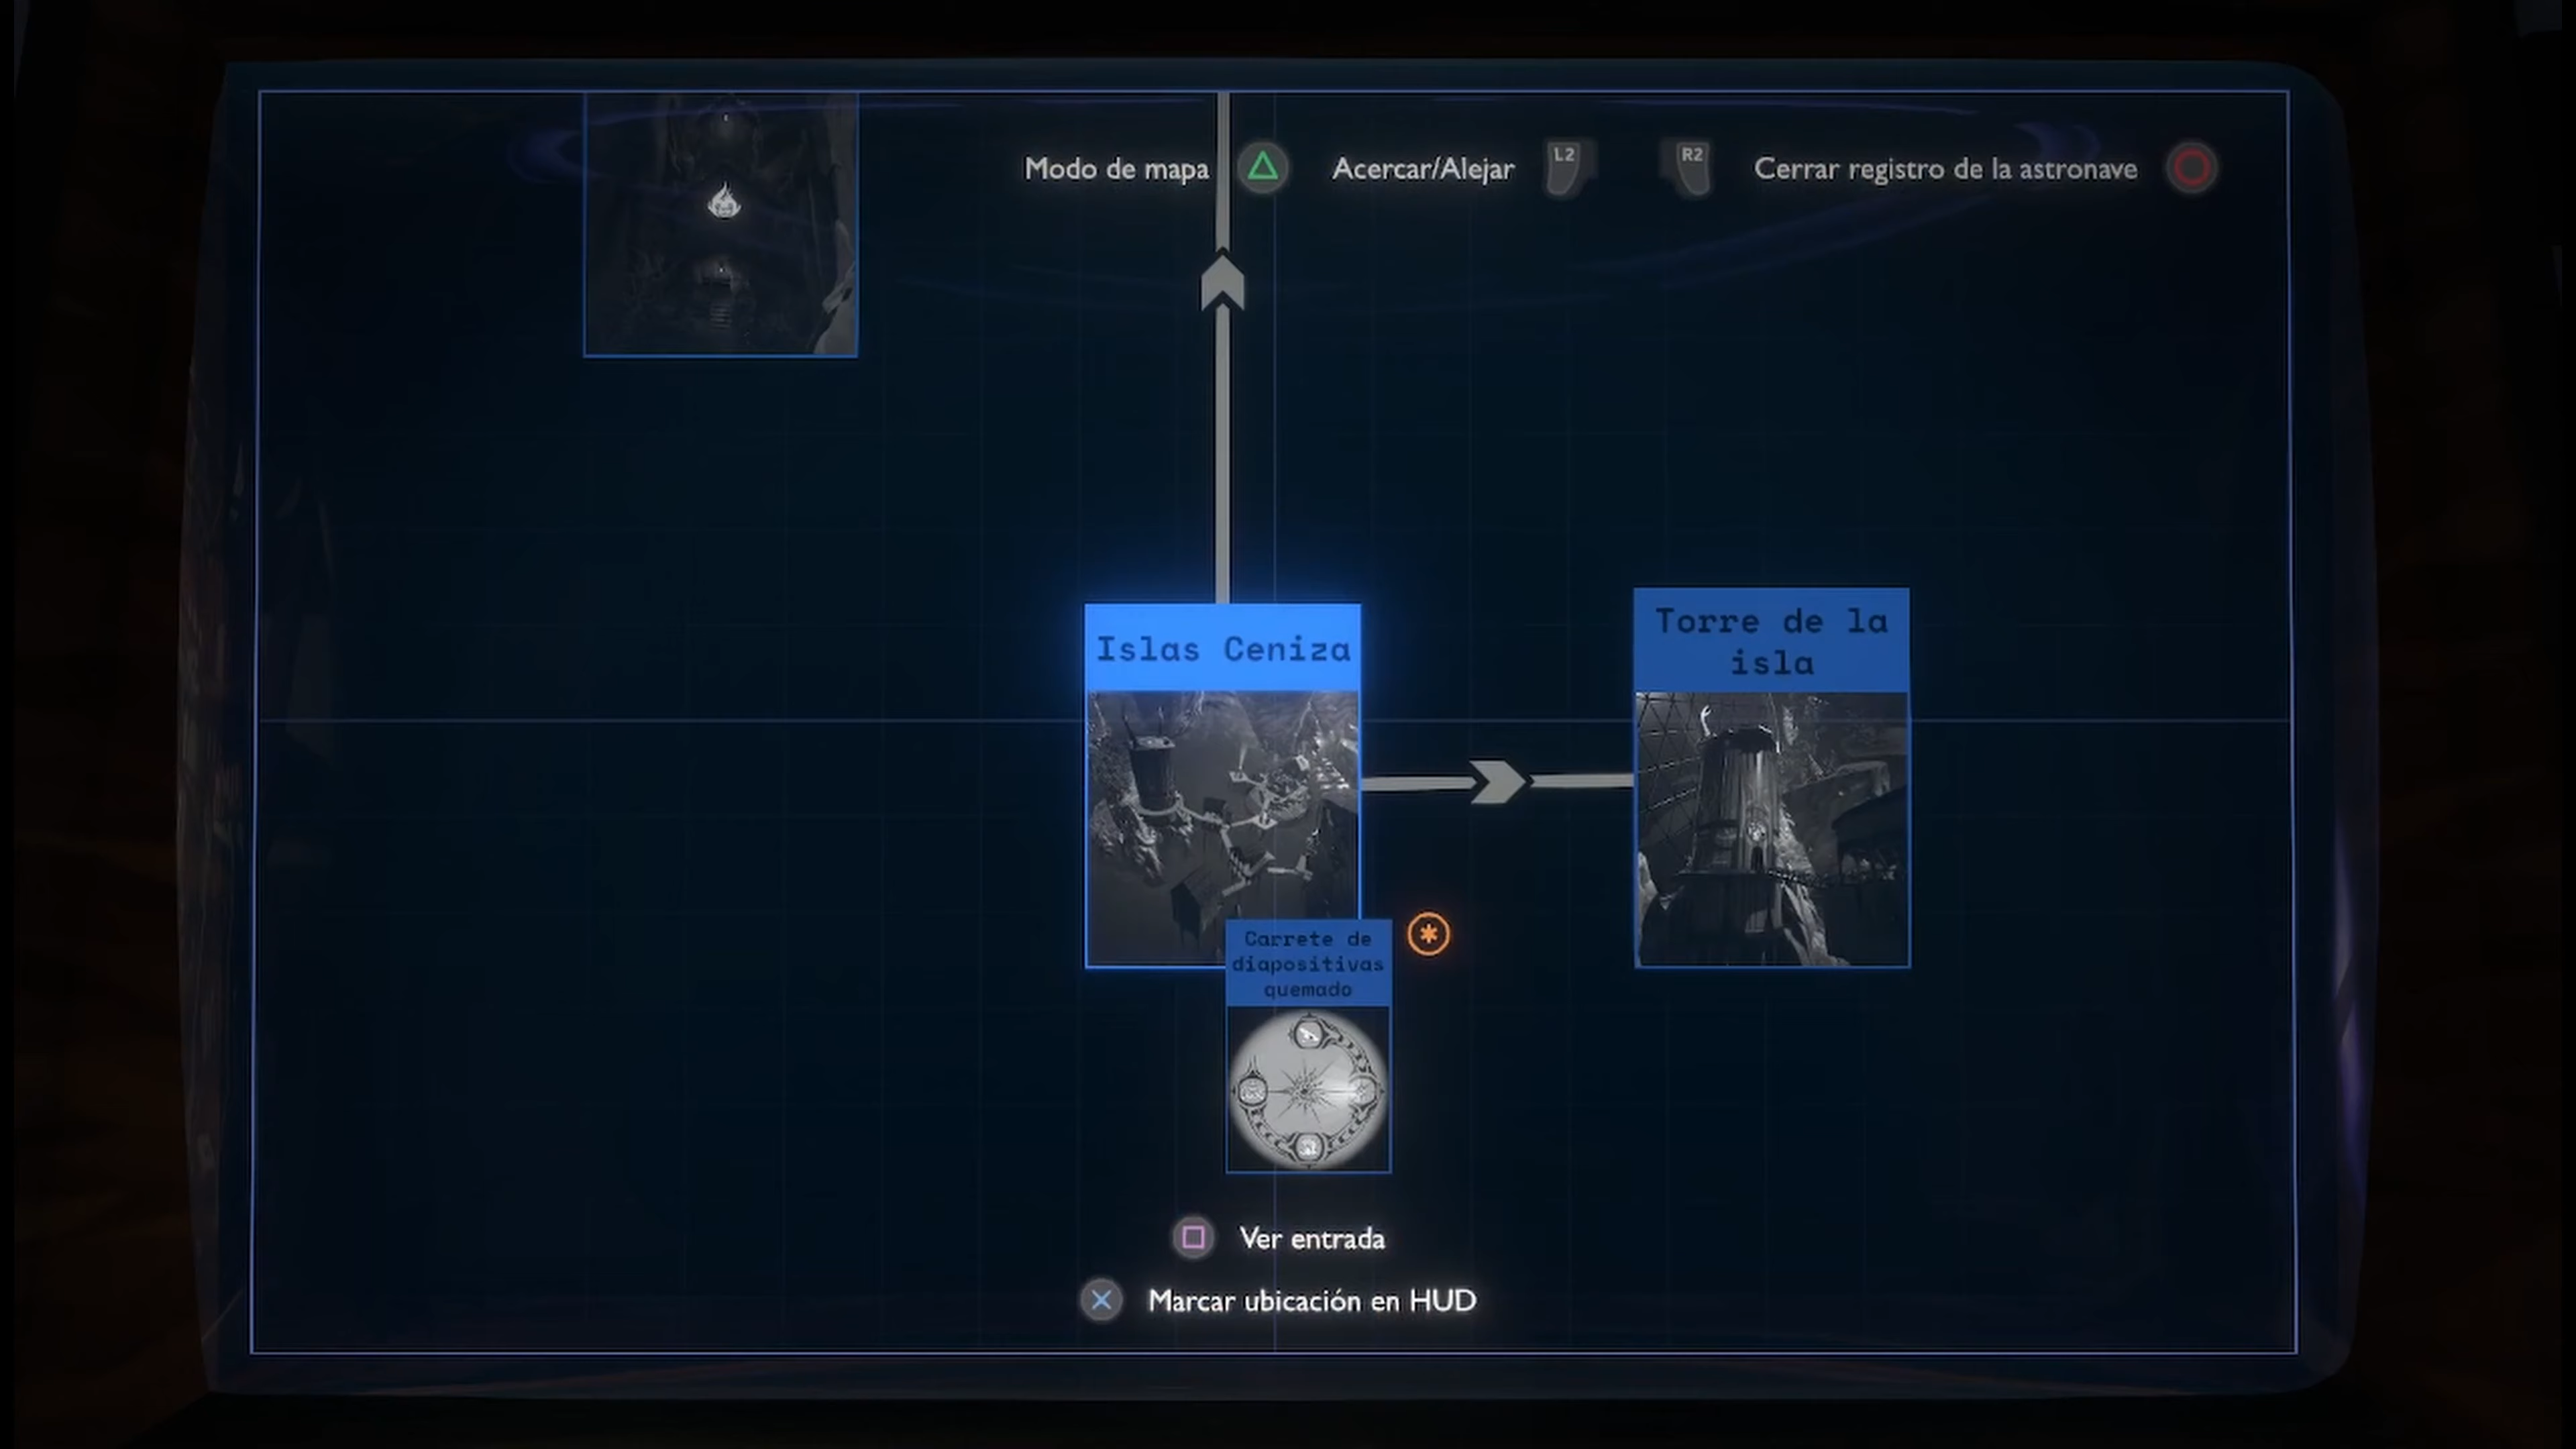 Modo de mapa
Acercar/Alejar
L2
R2
Cerrar registro de la astronave
Islas Ceniza
Torre de la
isla
Carrete de
diapositivas
quemado
Ver entrada
Marcar ubicación en HUD